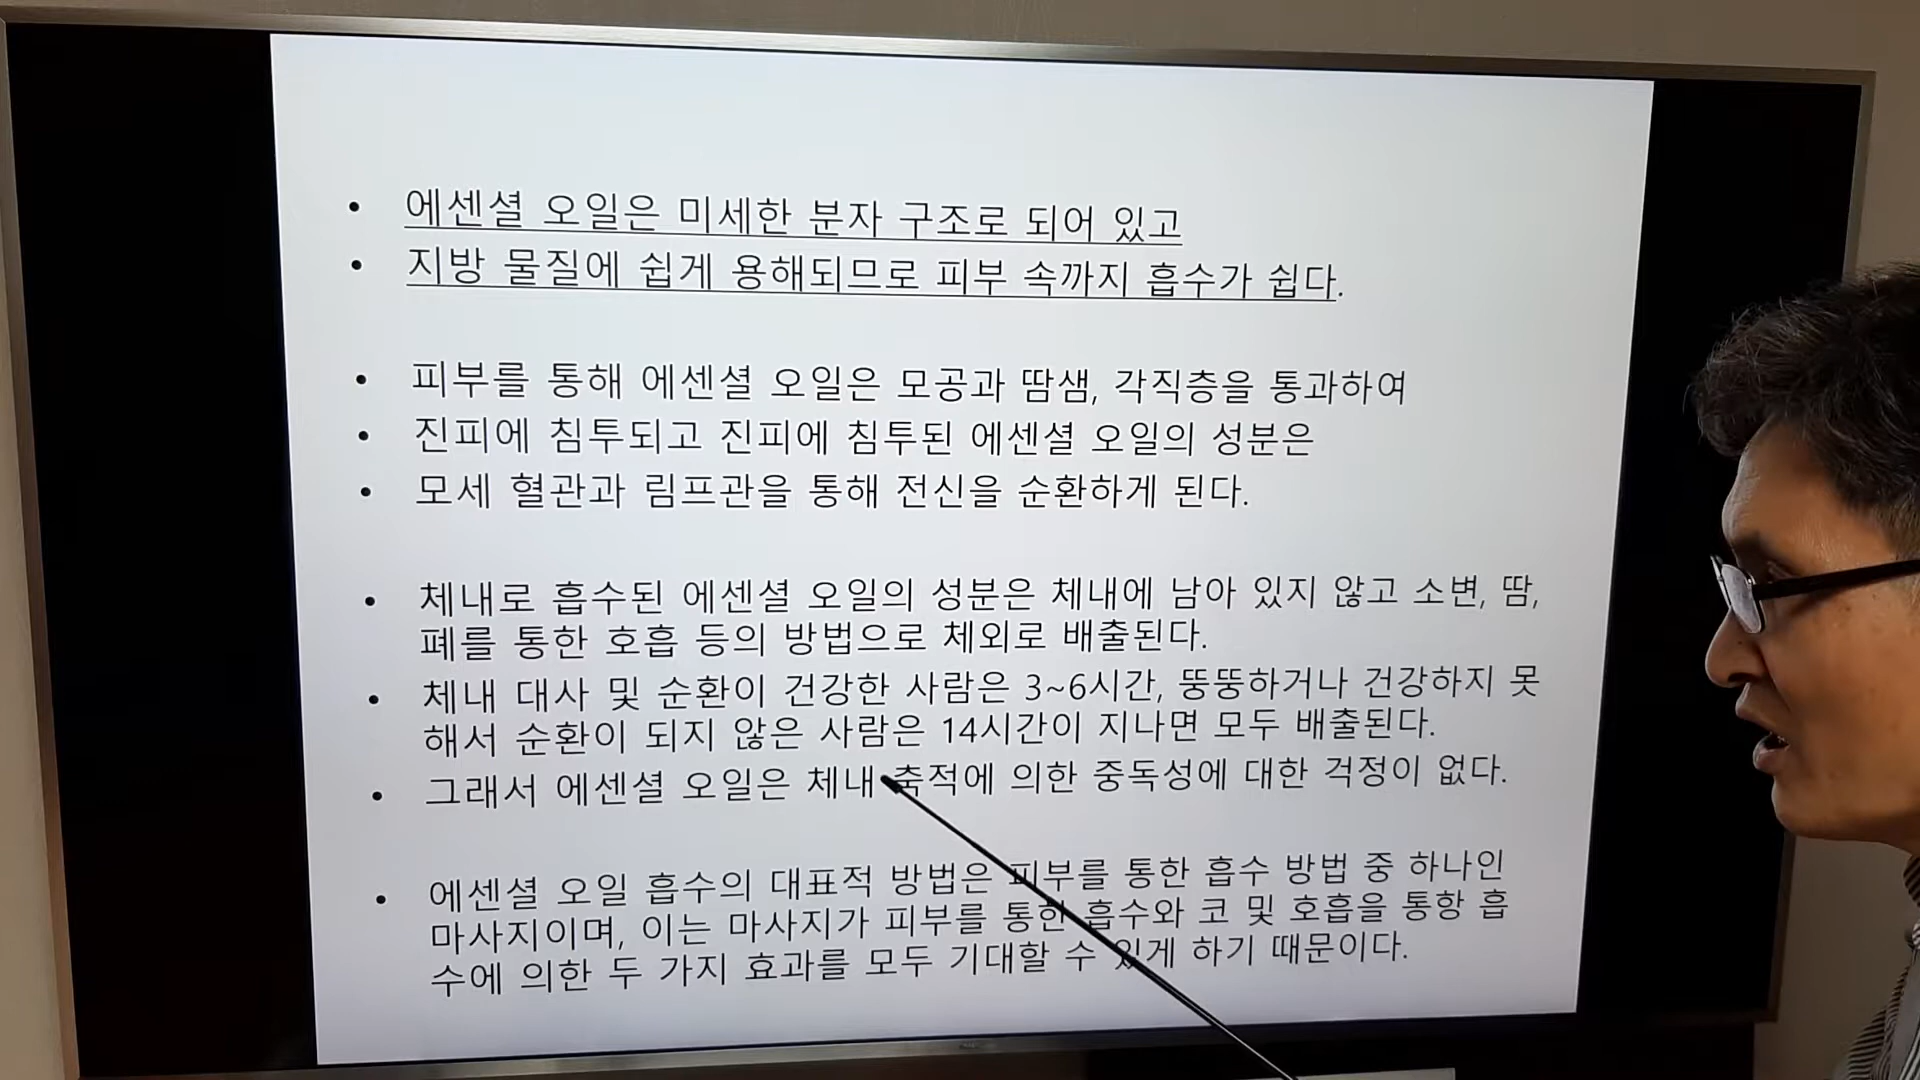 • 에센셜 오일은 미세한 분자 구조로 되어 있고
• 지방 물질에 쉽게 용해되므로 피부 속까지 흡수가 쉽다.
• 피부를 통해 에센셜 오일은 모공과 땀샘, 각직층을 통과하여
• 진피에 침투되고 진피에 침투된 에센셜 오일의 성분은
• 모세 혈관과 림프관을 통해 전신을 순환하게 된다.
• 체내로 흡수된 에센셜 오일의 성분은 체내에 남아 있지 않고 소변, 땀,
폐를 통한 호흡 등의 방법으로 체외로 배출된다.
• 체내 대사 및 순환이 건강한 사람은 3~6시간, 뚱뚱하거나 건강하지 못
해서 순환이 되지 않은 사람은 14시간이 지나면 모두 배출된다.
• 그래서 에센셜 오일은 체내 축적에 의한 중독성에 대한 걱정이 없다.
• 에센셜 오일 흡수의 대표적 방법은 피부를 통한 흡수 방법 중 하나인
마사지이며, 이는 마사지가 피부를 통한 흡수와 코 및 호흡을 통항 흡
수에 의한 두 가지 효과를 모두 기대할 수 있게 하기 때문이다.